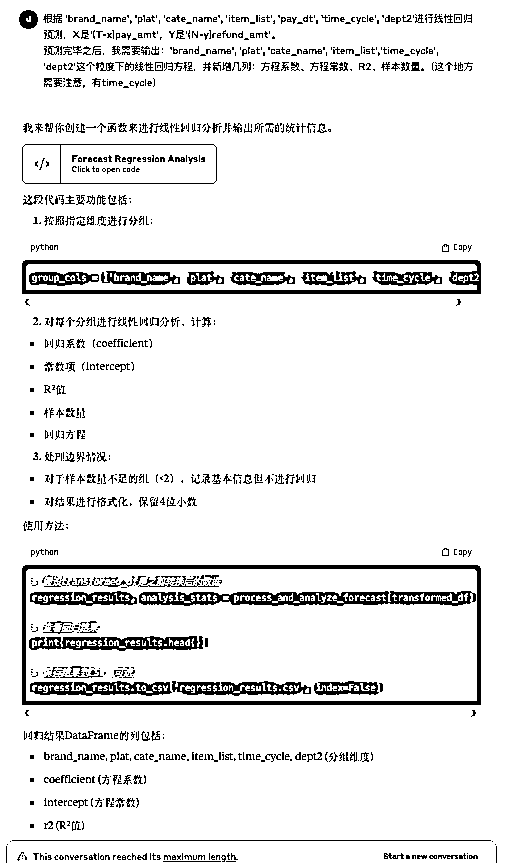 d
根据 'brand_name', 'plat', 'cate_name', 'item_list','pay_dt', 'time_cycle', 'dept2'进行线性回归
预测，X是'(T-x)pay_amt'，Y是'(N-y)refund_amt'。
预测完毕之后，我需要输出：'brand_name', 'plat', 'cate_name', 'item_list','time_cycle',
'dept2'这个粒度下的线性回归方程，并新增几列：方程系数、方程常数、R2、样本数量。（这个地方
需要注意，有time_cycle）
我来帮你创建一个函数来进行线性回归分析并输出所需的统计信息。
</> Forecast Regression Analysis
Click to open code
这段代码主要功能包括：
1. 按照指定维度进行分组：
python Copy
group_cols = ['brand_name', 'plat', 'cate_name', 'item_list', 'time_cycle', 'dept2
2. 对每个分组进行线性回归分析，计算：
▪ 回归系数（coefficient）
▪ 常数项（intercept）
▪ R²值
▪ 样本数量
▪ 回归方程
3. 处理边界情况：
▪ 对于样本数量不足的组（<2），记录基本信息但不进行回归
▪ 对结果进行格式化，保留4位小数
使用方法：
python Copy
regression_results, analysis_stats = process_and_analyze_forecast(transformed_df)
print(regression_results.head())
regression_results.to_csv('regression_results.csv', index=False)
回归结果DataFrame的列包括：
▪ brand_name, plat, cate_name, item_list, time_cycle, dept2 (分组维度)
▪ coefficient (方程系数)
▪ intercept (方程常数)
▪ r2 (R²值)
This conversation reached its maximum length. Start a new conversation